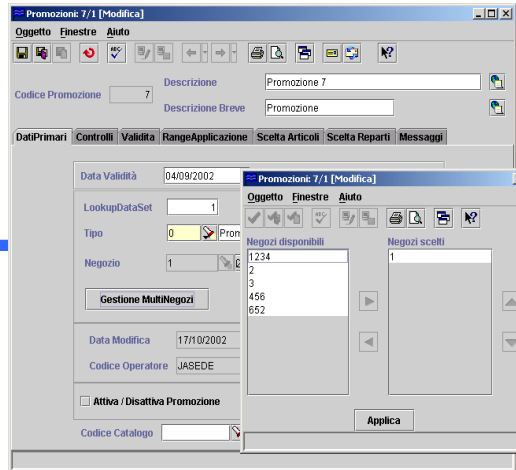 Promozioni: 7/1 [Modifica]
Oggetto Finestre Aiuto
Codice Promozione 7
Descrizione Promozione 7
Descrizione Breve Promozione
DatiPrimari Controlli Validita RangeApplicazione Scelta Articoli Scelta Reparti Messaggi
Data Validità 04/09/2002
LookupDataSet 1
Tipo 0 Prom
Negozio 1
Gestione MultiNegozi
Data Modifica 17/10/2002
Codice Operatore JASEDE
Attiva / Disattiva Promozione
Codice Catalogo
Promozioni: 7/1 [Modifica]
Oggetto Finestre Aiuto
Negozi disponibili Negozi scelti
1234 1
2
3
456
652
Applica